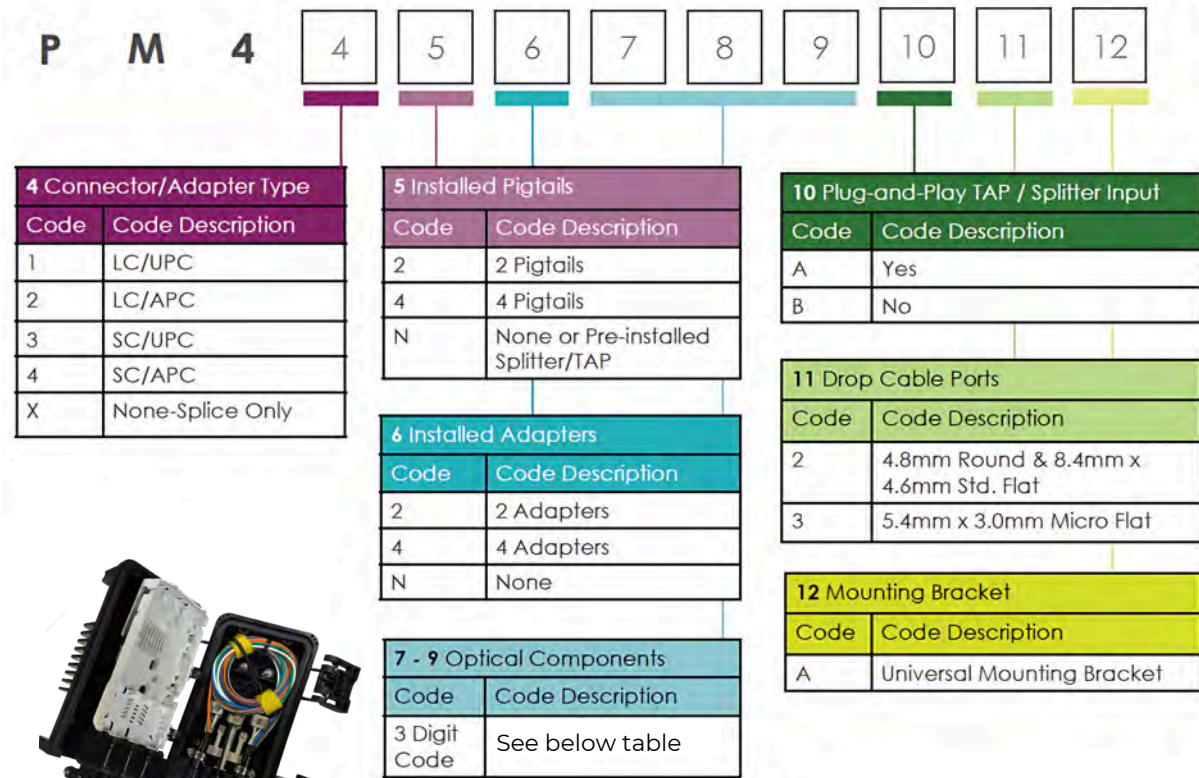 P M 4 4 5 6 7 8 9 10 11 12
4 Connector/Adapter Type
Code Code Description
1 LC/UPC
2 LC/APC
3 SC/UPC
4 SC/APC
X None-Splice Only
5 Installed Pigtails
Code Code Description
2 2 Pigtails
4 4 Pigtails
N None or Pre-installed
Splitter/TAP
6 Installed Adapters
Code Code Description
2 2 Adapters
4 4 Adapters
N None
7 - 9 Optical Components
Code Code Description
3 Digit
Code See below table
10 Plug-and-Play TAP / Splitter Input
Code Code Description
A Yes
B No
11 Drop Cable Ports
Code Code Description
2 4.8mm Round & 8.4mm x
4.6mm Std. Flat
3 5.4mm x 3.0mm Micro Flat
12 Mounting Bracket
Code Code Description
A Universal Mounting Bracket